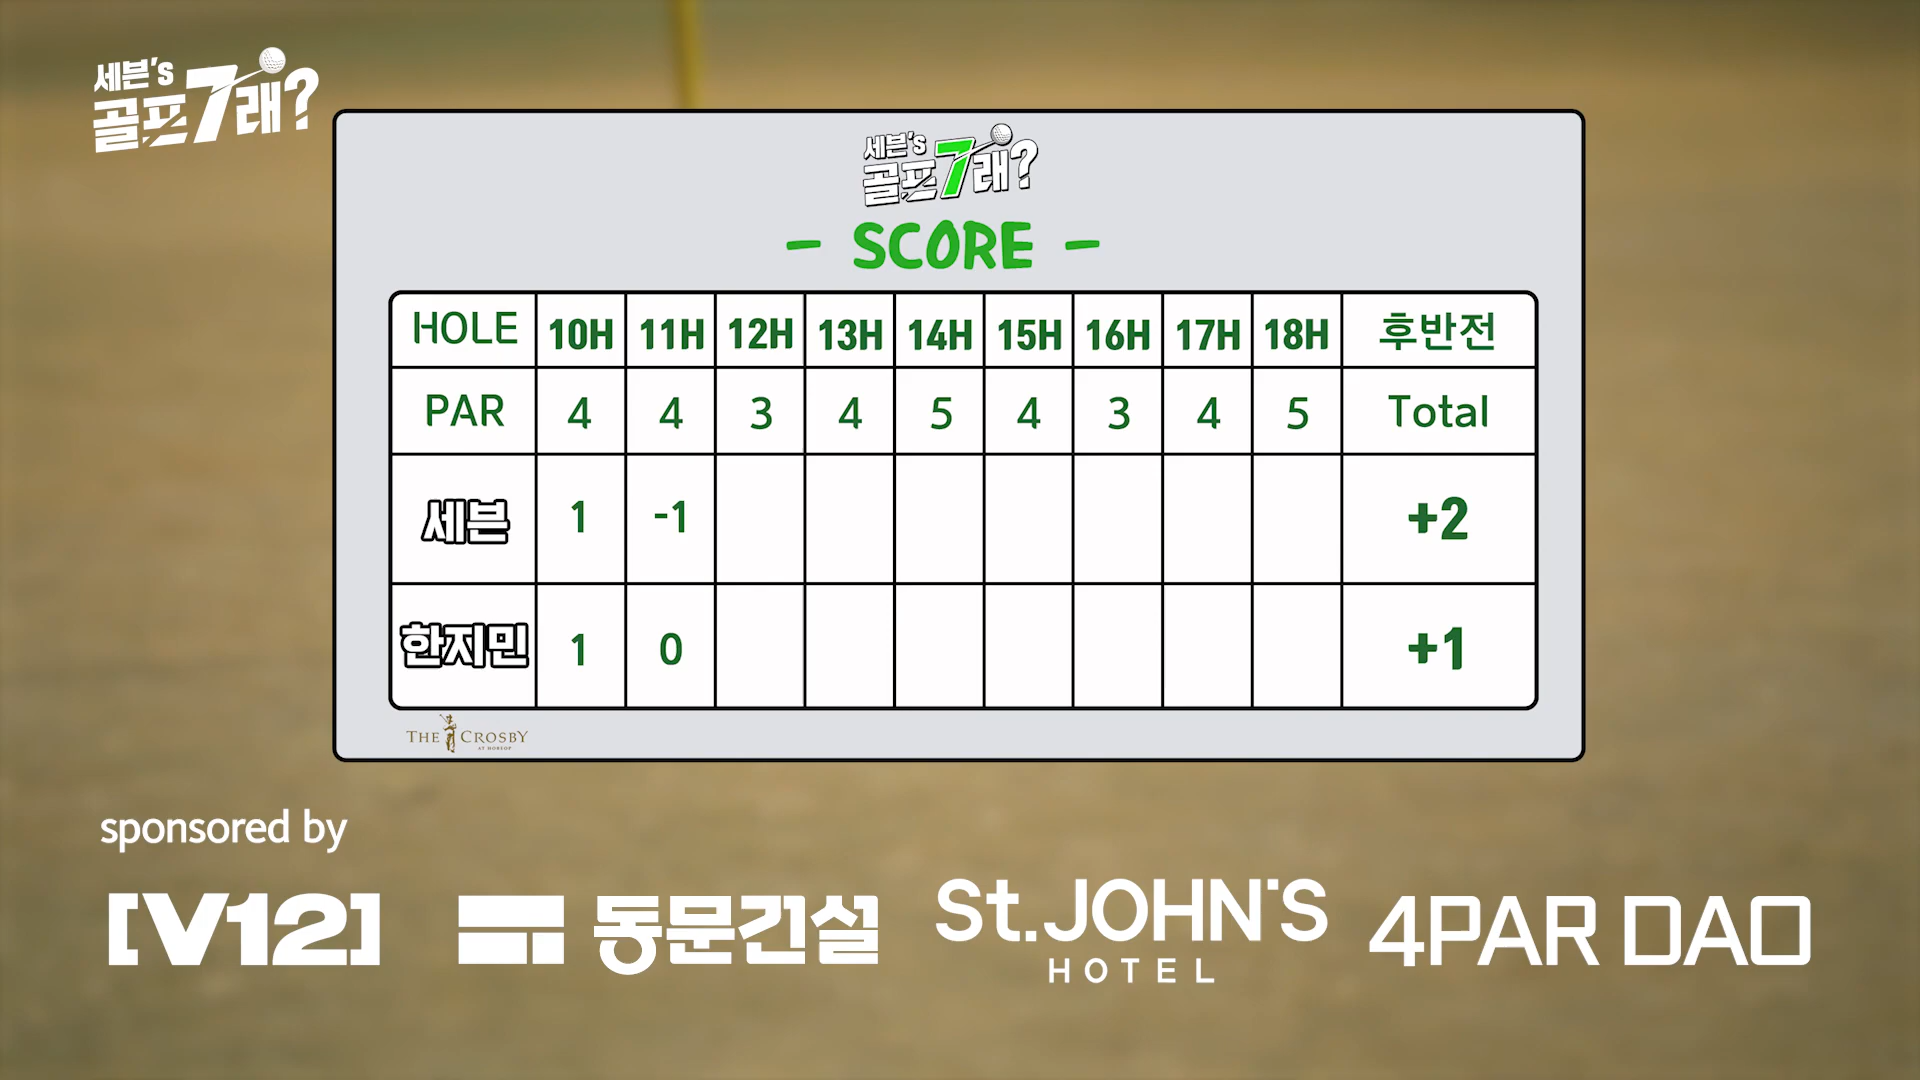 세븐's
골프7래?
세븐's
골프7래?
- SCORE -
HOLE 10H 11H 12H 13H 14H 15H 16H 17H 18H 후반전
PAR 4 4 3 4 5 4 3 4 5 Total
세븐 1 -1 +2
한지민 1 0 +1
THE CROSBY
AT HOBEOP
sponsored by
[V12] 동문건설 St.JOHN'S HOTEL 4PAR DAO